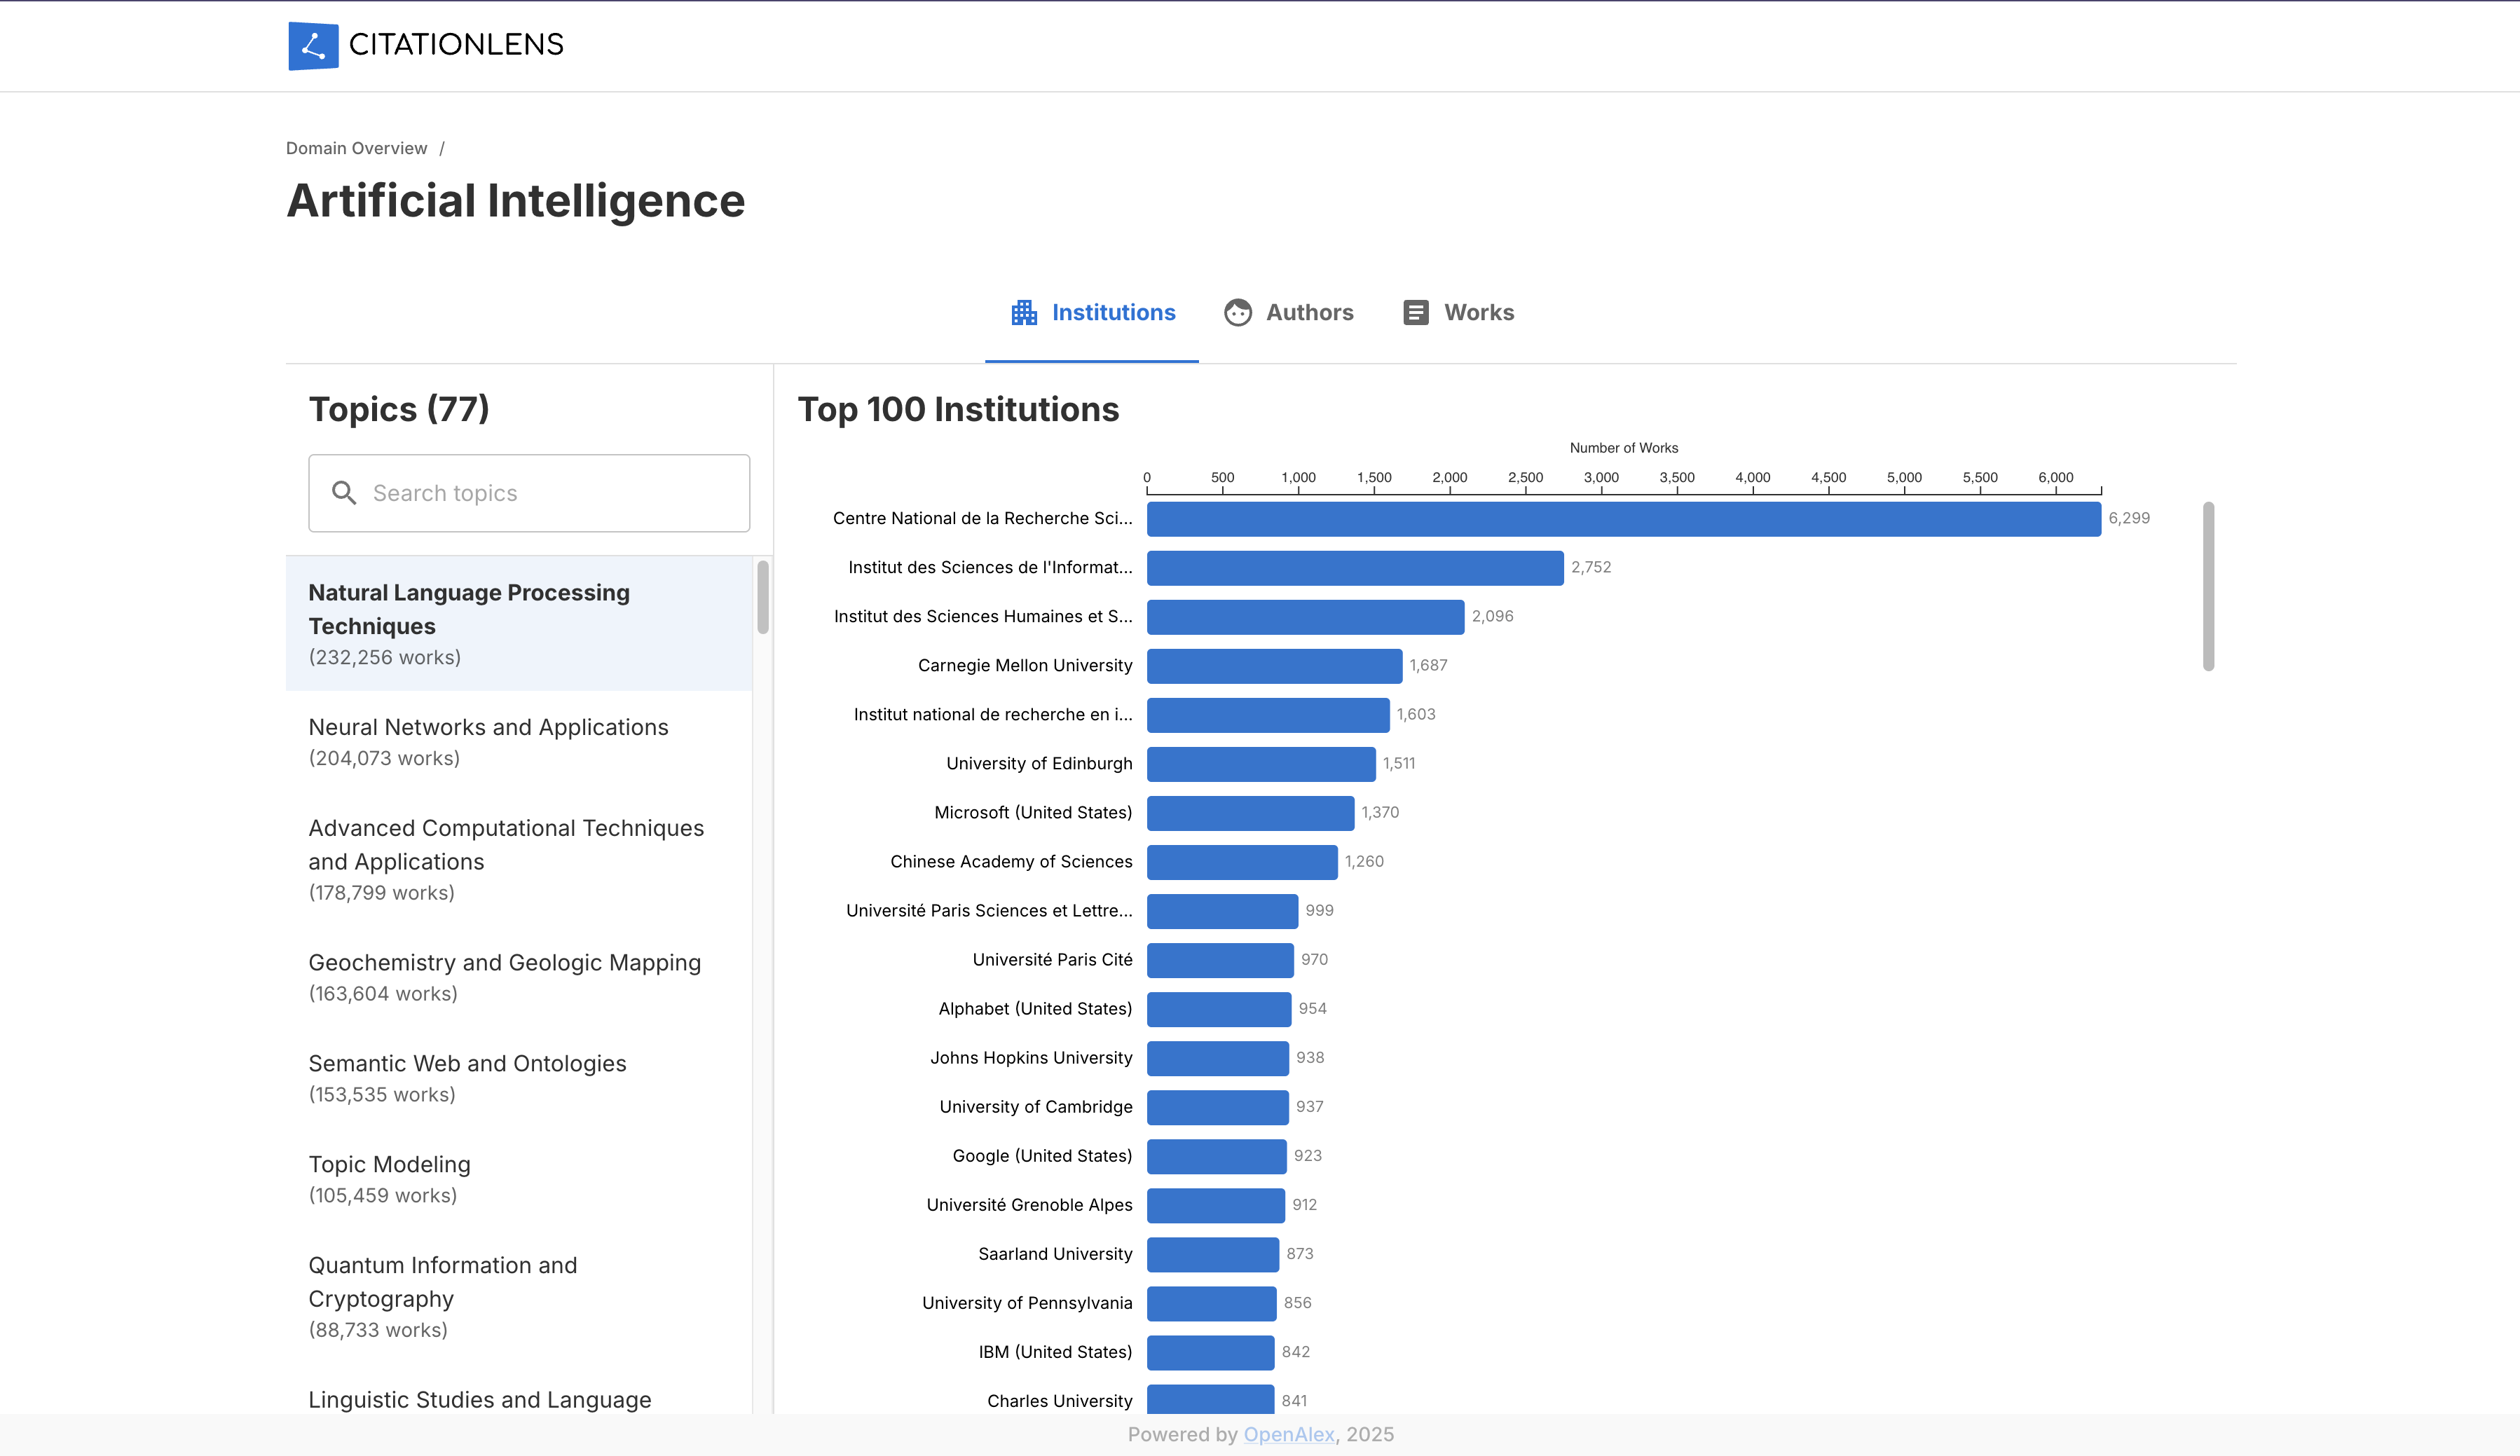 CITATIONLENS
Domain Overview /
Artificial Intelligence
Institutions
Authors
Works
Topics (77)
Search topics
Natural Language Processing
Techniques
(232,256 works)
Neural Networks and Applications
(204,073 works)
Advanced Computational Techniques
and Applications
(178,799 works)
Geochemistry and Geologic Mapping
(163,604 works)
Semantic Web and Ontologies
(153,535 works)
Topic Modeling
(105,459 works)
Quantum Information and
Cryptography
(88,733 works)
Linguistic Studies and Language
Top 100 Institutions
Number of Works
0 500 1,000 1,500 2,000 2,500 3,000 3,500 4,000 4,500 5,000 5,500 6,000
Centre National de la Recherche Sci... 6,299
Institut des Sciences de l'Informat... 2,752
Institut des Sciences Humaines et S... 2,096
Carnegie Mellon University 1,687
Institut national de recherche en i... 1,603
University of Edinburgh 1,511
Microsoft (United States) 1,370
Chinese Academy of Sciences 1,260
Université Paris Sciences et Lettre... 999
Université Paris Cité 970
Alphabet (United States) 954
Johns Hopkins University 938
University of Cambridge 937
Google (United States) 923
Université Grenoble Alpes 912
Saarland University 873
University of Pennsylvania 856
IBM (United States) 842
Charles University 841
Powered by OpenAlex, 2025